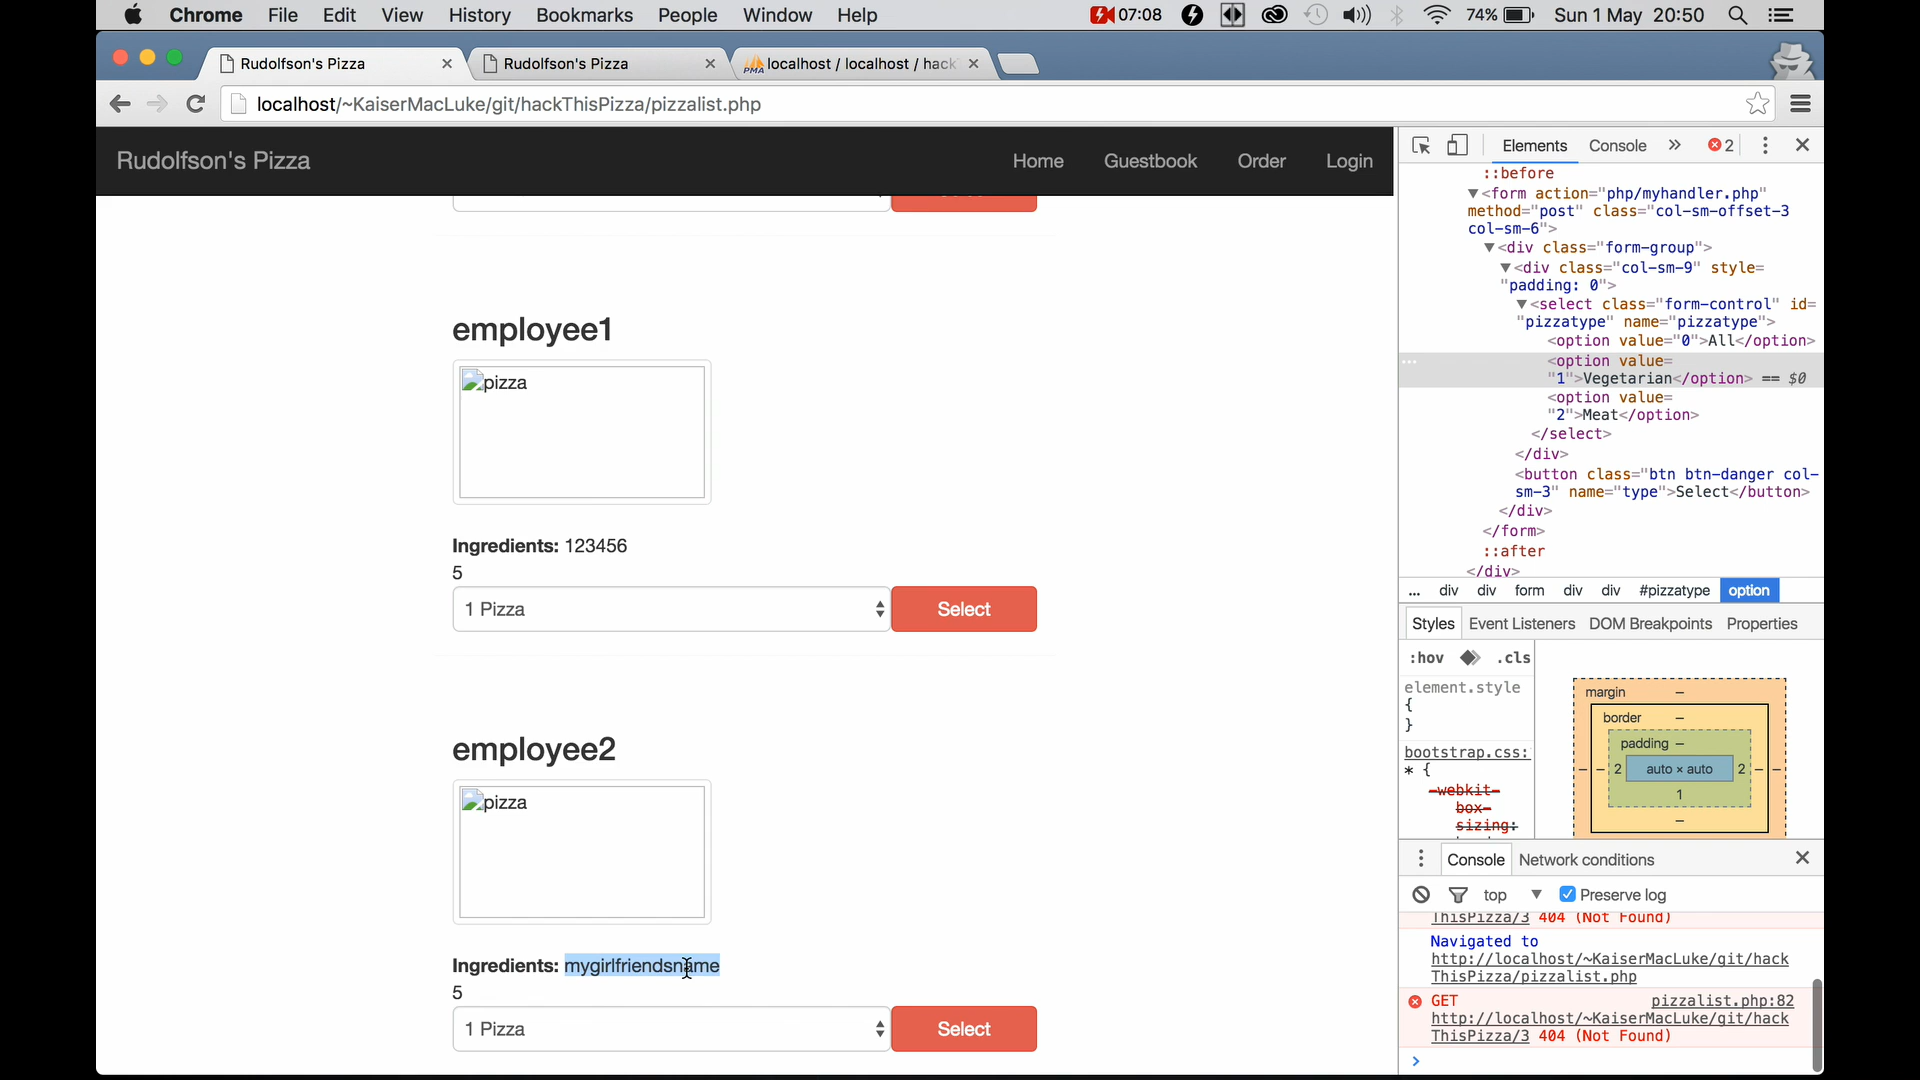 Chrome File Edit View History Bookmarks People Window Help 07:08 74% Sun 1 May 20:50
Rudolfson's Pizza Rudolfson's Pizza localhost / localhost / hack
localhost/~KaiserMacLuke/git/hackThisPizza/pizzalist.php
Rudolfson's Pizza Home Guestbook Order Login
employee1
pizza
Ingredients: 123456
5
1 Pizza Select
employee2
pizza
Ingredients: mygirlfriendsname
5
1 Pizza Select
Elements Console » 2
::before
<form action="php/myhandler.php"
method="post" class="col-sm-offset-3
col-sm-6">
<div class="form-group">
<div class="col-sm-9" style=
"padding: 0">
<select class="form-control" id=
"pizzatype" name="pizzatype">
<option value="0">All</option>
... <option value=
"1">Vegetarian</option> == $0
<option value=
"2">Meat</option>
</select>
</div>
<button class="btn btn-danger col-
sm-3" name="type">Select</button>
</div>
</form>
::after
</div>
... div div form div div #pizzatype option
Styles Event Listeners DOM Breakpoints Properties
:hov .cls
element.style
{
}
bootstrap.css:
* {
-webkit-
box-
sizing:
margin –
border –
padding –
– – 2 auto × auto 2 – –
1
–
Console Network conditions
top Preserve log
ThisPizza/3 404 (Not Found)
Navigated to
http://localhost/~KaiserMacLuke/git/hack
ThisPizza/pizzalist.php
GET pizzalist.php:82
http://localhost/~KaiserMacLuke/git/hack
ThisPizza/3 404 (Not Found)
>